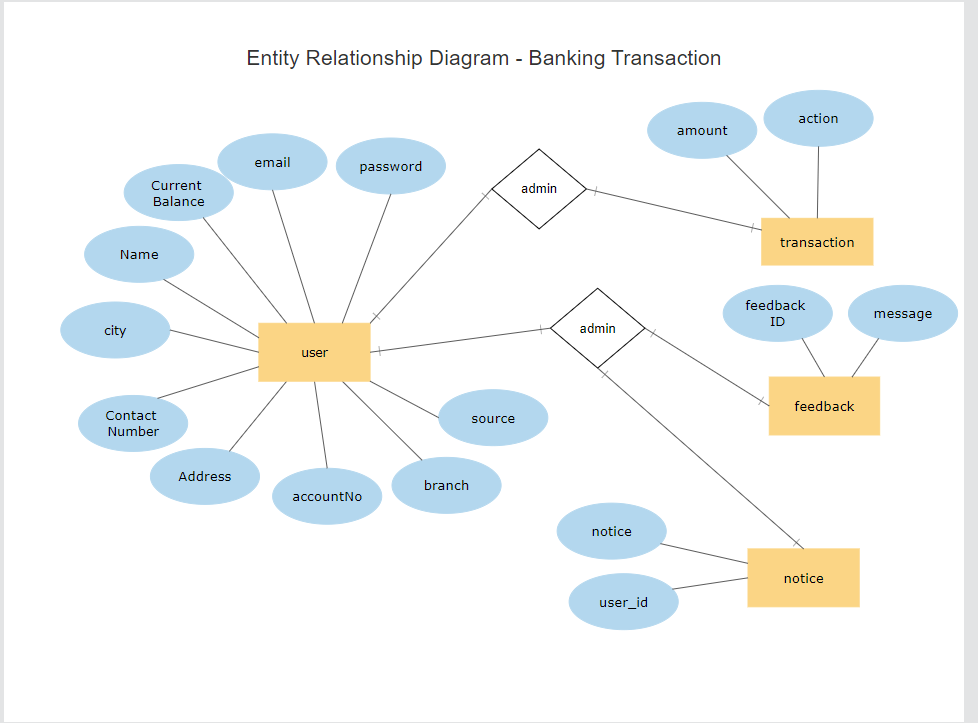 Entity Relationship Diagram - Banking Transaction
email
password
Current
Balance
Name
city
Contact
Number
Address
accountNo
branch
source
user
admin
amount
action
transaction
admin
feedback
ID
message
feedback
notice
user_id
notice